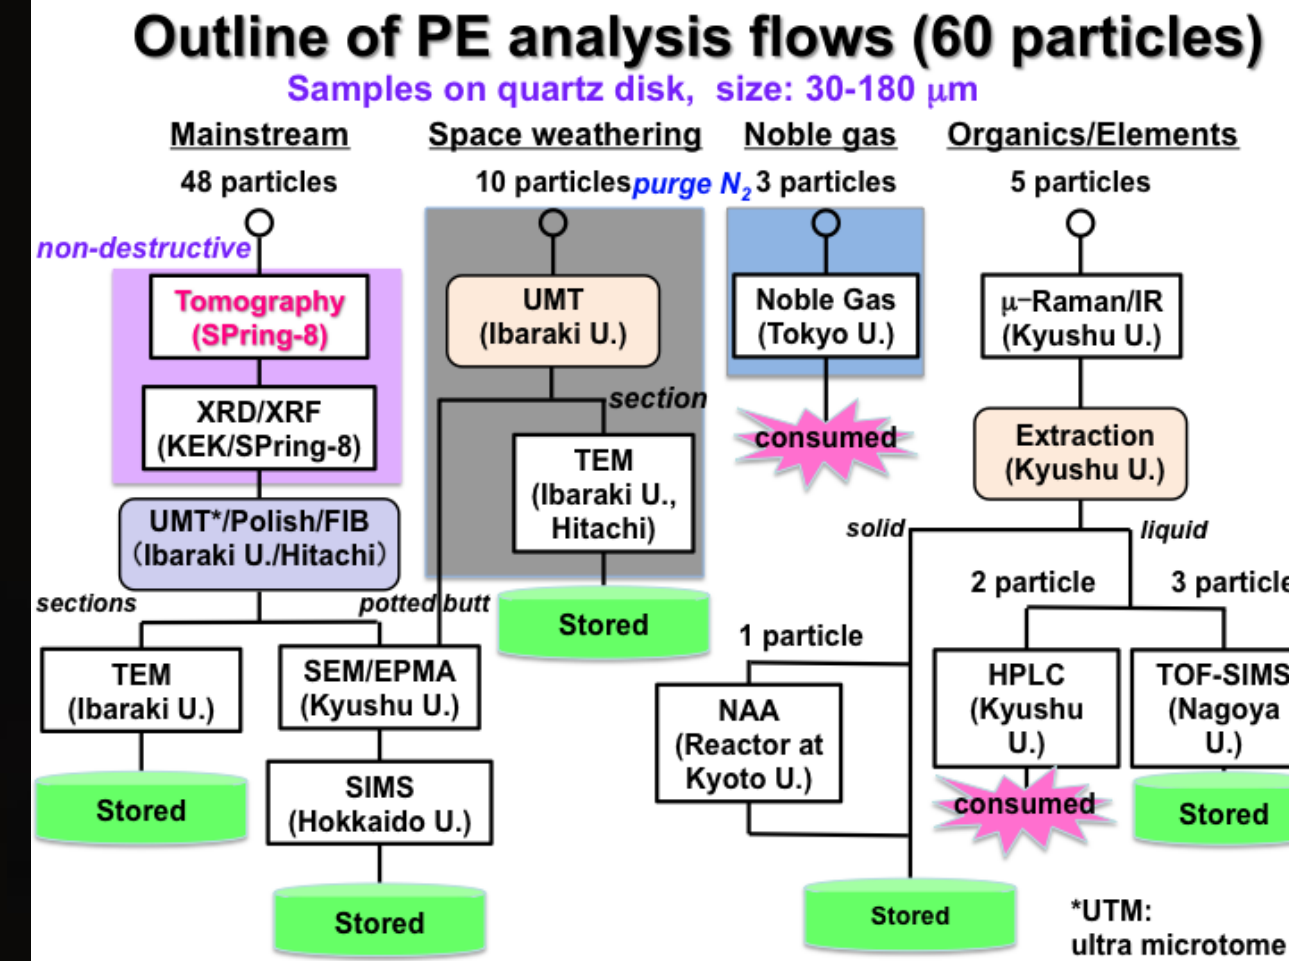 Outline of PE analysis flows (60 particles)
Samples on quartz disk,  size: 30-180 μm
Mainstream
Space weathering
Noble gas
Organics/Elements
48 particles
10 particles
purge N₂
3 particles
5 particles
non-destructive
Tomography
(SPring-8)
UMT
(Ibaraki U.)
Noble Gas
(Tokyo U.)
μ−Raman/IR
(Kyushu U.)
XRD/XRF
(KEK/SPring-8)
section
consumed
TEM
(Ibaraki U.,
Hitachi)
Extraction
(Kyushu U.)
UMT*/Polish/FIB
(Ibaraki U./Hitachi)
solid
liquid
sections
potted butt
Stored
2 particle
3 particle
1 particle
TEM
(Ibaraki U.)
SEM/EPMA
(Kyushu U.)
NAA
(Reactor at
Kyoto U.)
HPLC
(Kyushu
U.)
TOF-SIMS
(Nagoya
U.)
Stored
SIMS
(Hokkaido U.)
consumed
Stored
Stored
Stored
*UTM:
ultra microtome